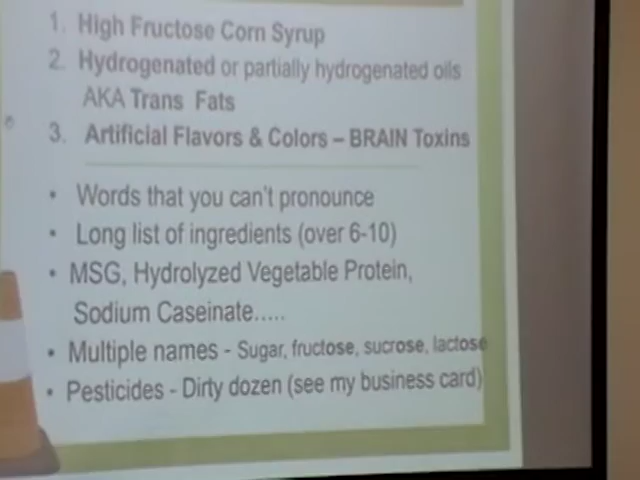 1. High Fructose Corn Syrup
2. Hydrogenated or partially hydrogenated oils
AKA Trans Fats
3. Artificial Flavors & Colors – BRAIN Toxins
• Words that you can't pronounce
• Long list of ingredients (over 6-10)
• MSG, Hydrolyzed Vegetable Protein,
Sodium Caseinate.....
• Multiple names - Sugar, fructose, sucrose, lactose
• Pesticides - Dirty dozen (see my business card)